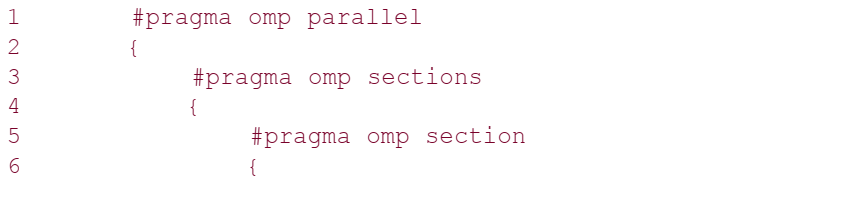 1 #pragma omp parallel
2 {
3 #pragma omp sections
4 {
5 #pragma omp section
6 {